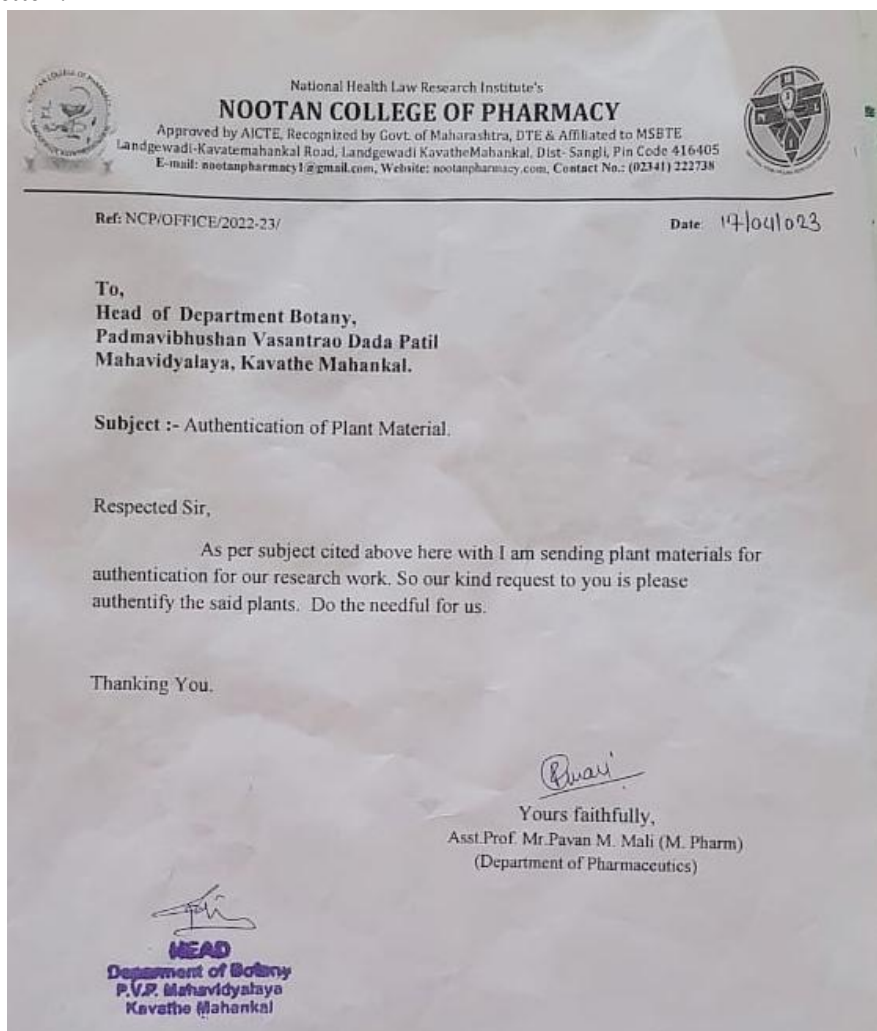 National Health Law Research Institute's
NOOTAN COLLEGE OF PHARMACY
Approved by AICTE, Recognized by Govt. of Maharashtra, DTE & Affiliated to MSBTE
Landgewadi-Kavatemahankal Road, Landgewadi KavatheMahankal, Dist- Sangli, Pin Code 416405
E-mail: nootanpharmacy1@gmail.com, Website: nootanpharmacy.com, Contact No.: (02341) 222738
Ref: NCP/OFFICE/2022-23/
Date: 17/04/023
To,
Head of Department Botany,
Padmavibhushan Vasantrao Dada Patil
Mahavidyalaya, Kavathe Mahankal.
Subject :- Authentication of Plant Material.
Respected Sir,
As per subject cited above here with I am sending plant materials for
authentication for our research work. So our kind request to you is please
authentify the said plants. Do the needful for us.
Thanking You.
Yours faithfully,
Asst.Prof. Mr.Pavan M. Mali (M. Pharm)
(Department of Pharmaceutics)
HEAD
Department of Botany
P.V.P. Mahavidyalaya
Kavathe Mahankal